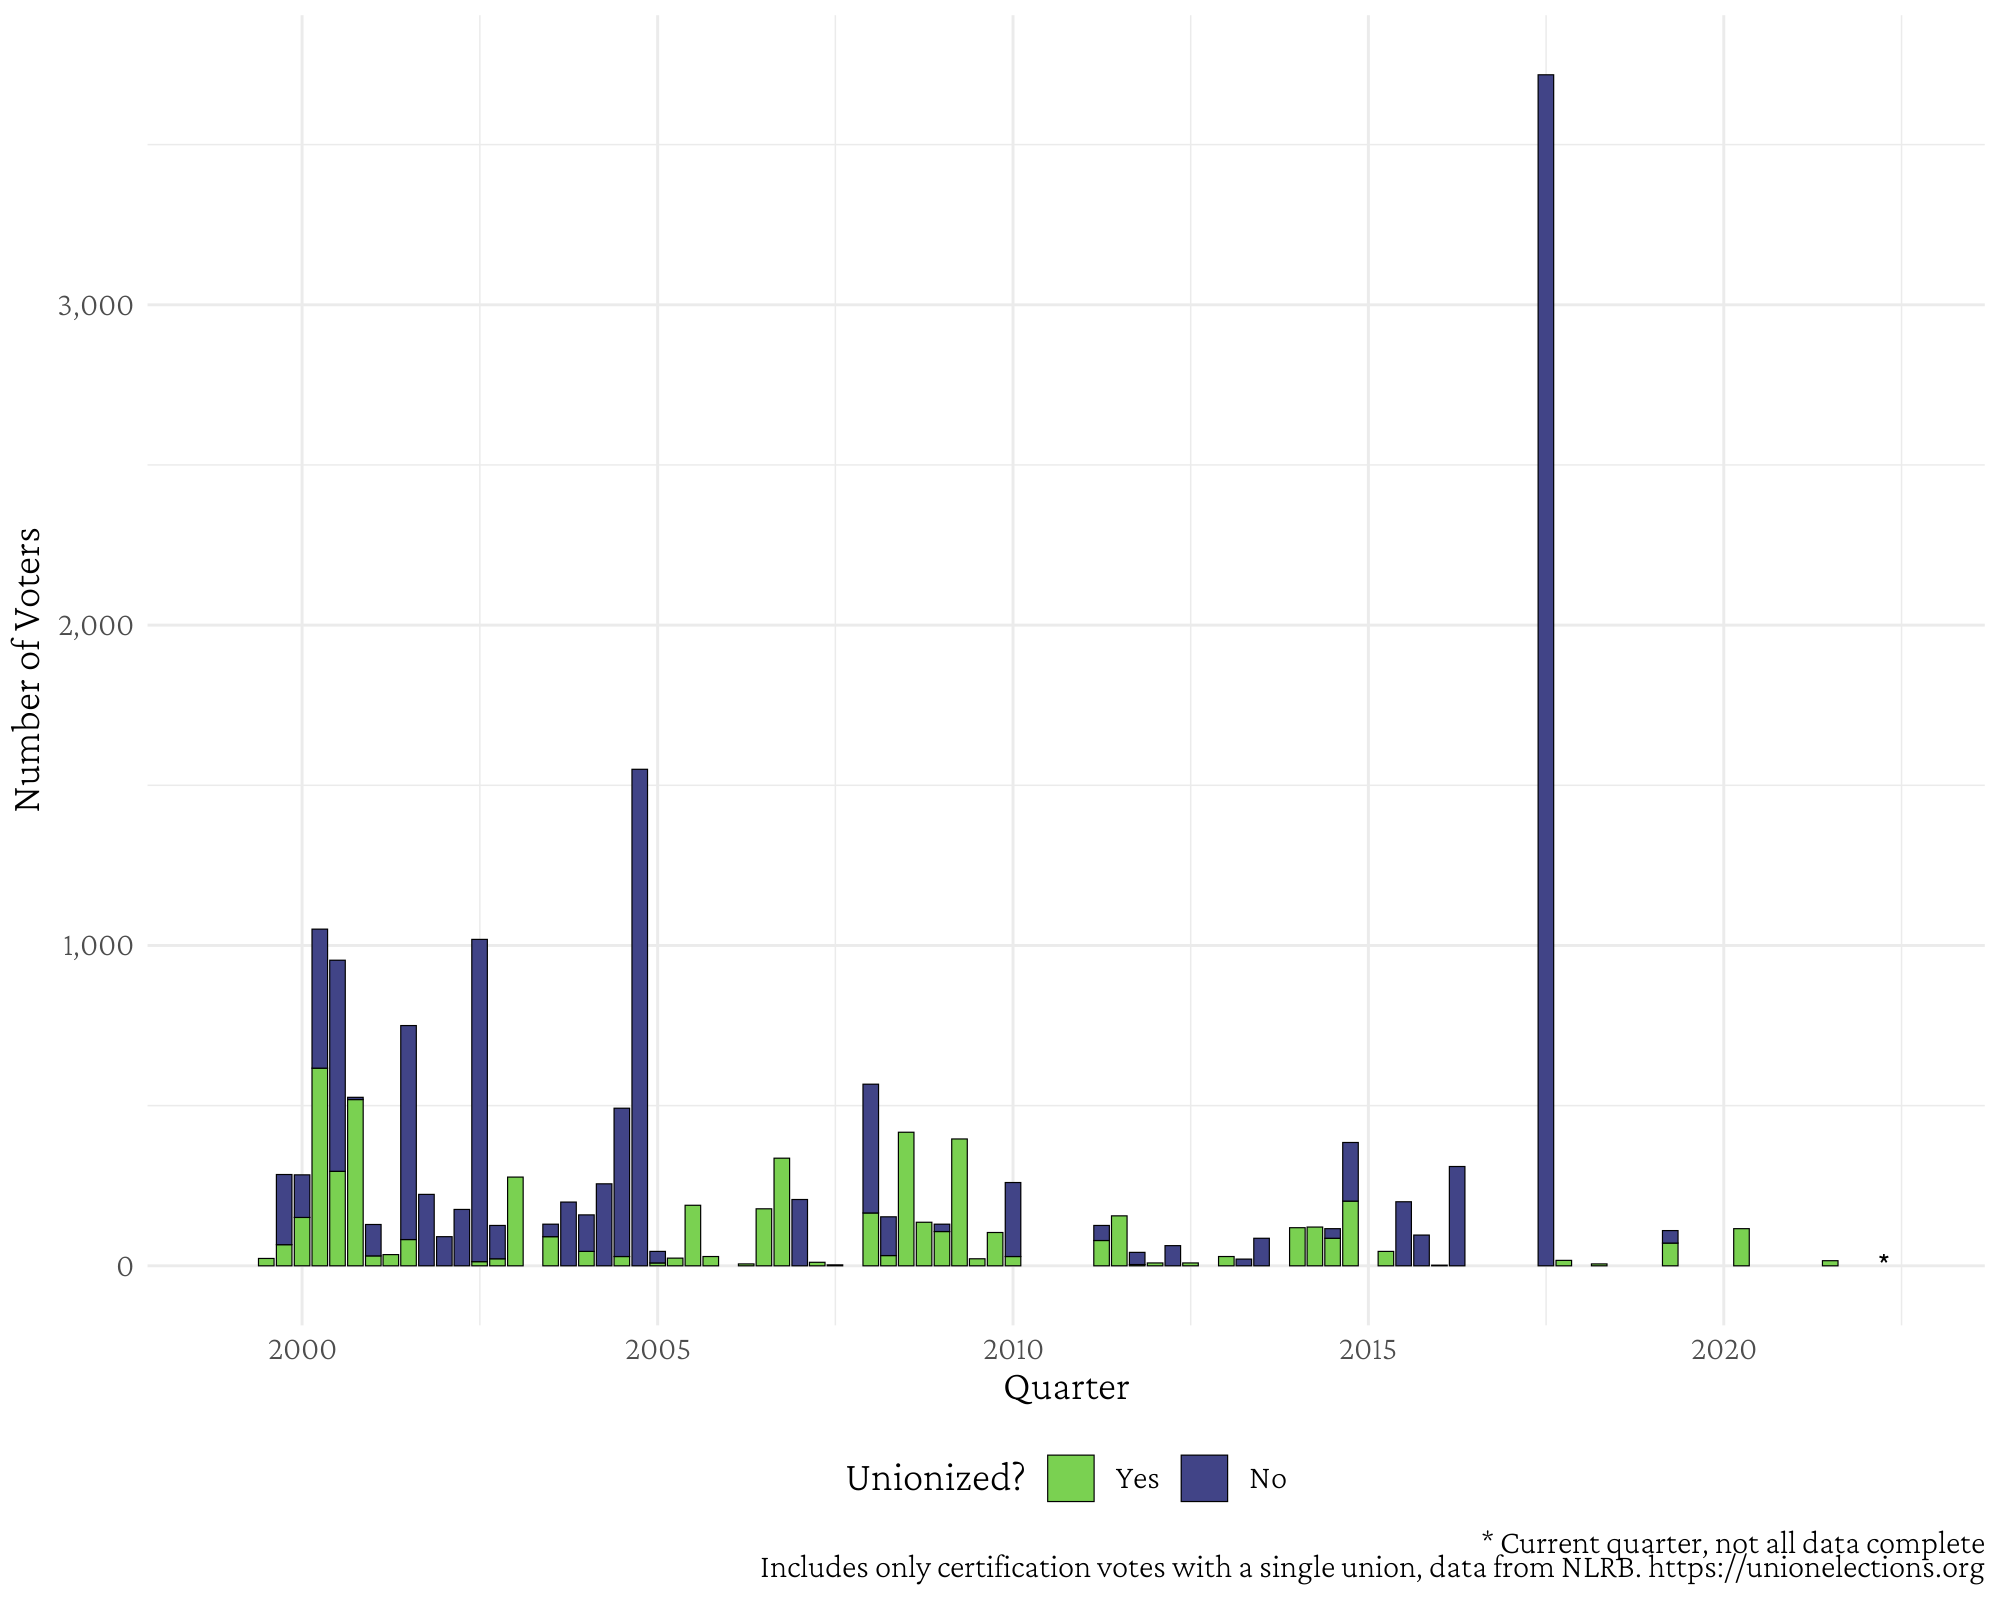 Number of Voters
3,000
2,000
1,000
0
*
2000 2005 2010 2015 2020
Quarter
Unionized? Yes No
* Current quarter, not all data complete
Includes only certification votes with a single union, data from NLRB. https://unionelections.org